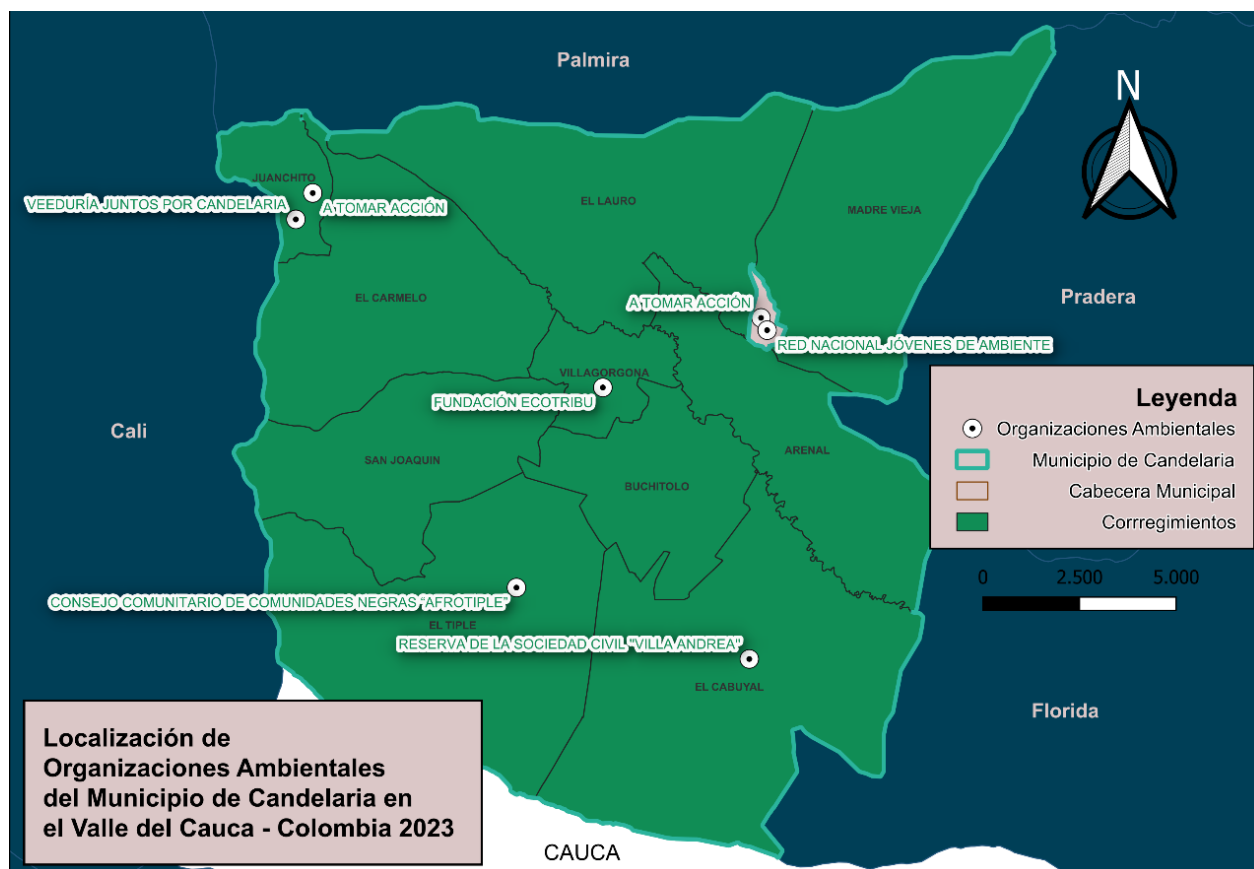 Palmira
N
JUANCHITO
VEEDURÍA JUNTOS POR CANDELARIA
A TOMAR ACCIÓN
EL LAURO
MADRE VIEJA
EL CARMELO
A TOMAR ACCIÓN
RED NACIONAL JÓVENES DE AMBIENTE
Pradera
VILLAGORGONA
FUNDACIÓN ECOTRIBU
Cali
SAN JOAQUIN
BUCHITOLO
ARENAL
Leyenda
Organizaciones Ambientales
Municipio de Candelaria
Cabecera Municipal
Corrregimientos
0 2.500 5.000
CONSEJO COMUNITARIO DE COMUNIDADES NEGRAS "AFROTIPLE"
EL TIPLE
RESERVA DE LA SOCIEDAD CIVIL "VILLA ANDREA"
EL CABUYAL
Florida
Localización de
Organizaciones Ambientales
del Municipio de Candelaria en
el Valle del Cauca - Colombia 2023
CAUCA